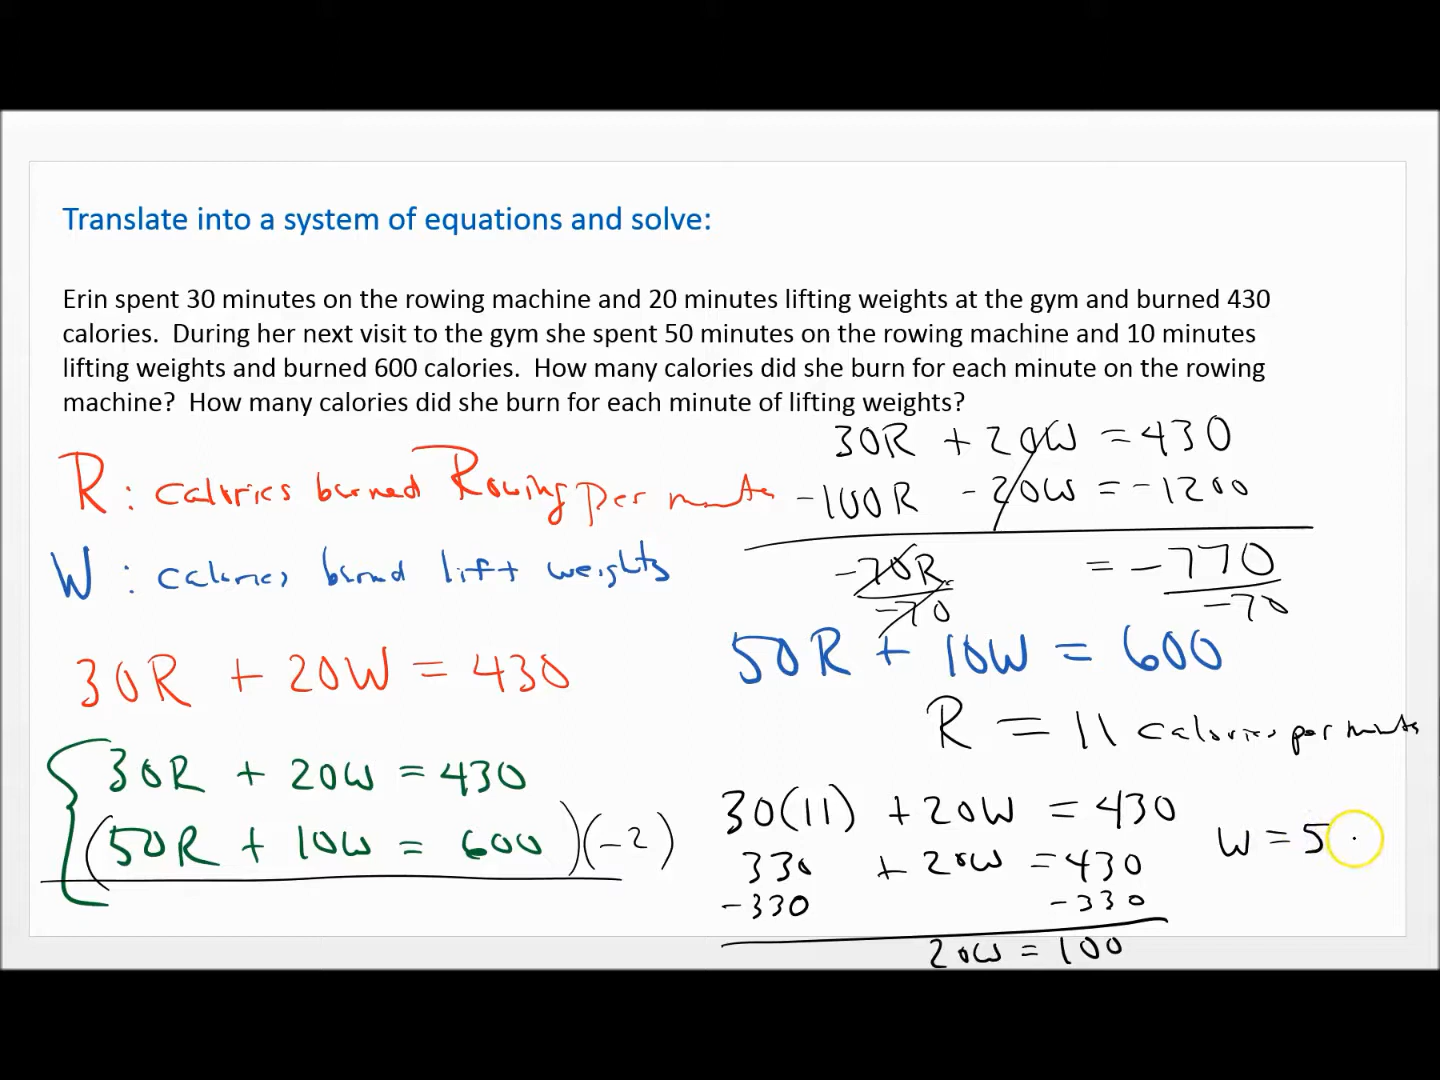 Translate into a system of equations and solve:
Erin spent 30 minutes on the rowing machine and 20 minutes lifting weights at the gym and burned 430
calories. During her next visit to the gym she spent 50 minutes on the rowing machine and 10 minutes
lifting weights and burned 600 calories. How many calories did she burn for each minute on the rowing
machine? How many calories did she burn for each minute of lifting weights?
R : calories burned Rowing per minute
W : calories burned lift weights
30R + 20W = 430
30R + 20W = 430
(50R + 10W = 600)(-2)
30R + 20W = 430
-100R - 20W = -1200
-70R = -770
-70 -70
50R + 10W = 600
R = 11 calories per minute
30(11) + 20W = 430
330 + 20W = 430
-330 -330
20W = 100
W = 5